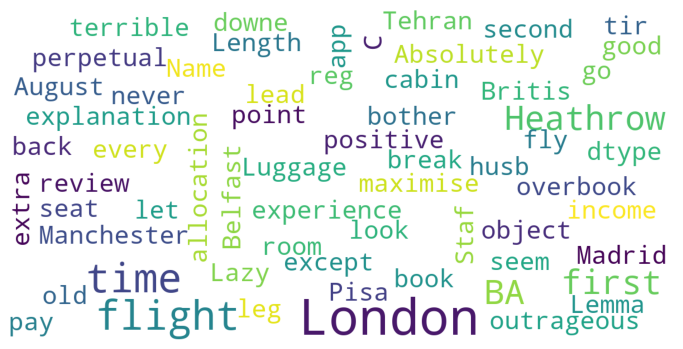 terrible downe Length app C Tehran second tir
perpetual Name reg Absolutely good
August never lead cabin Britis go
explanation point bother Heathrow
back every positive fly dtype
extra review allocation Belfast Luggage break husb overbook
seat let experience maximise income
Manchester room look Staf object
time Lazy except seem Madrid
old flight leg Pisa book BA first
pay London outrageous Lemma